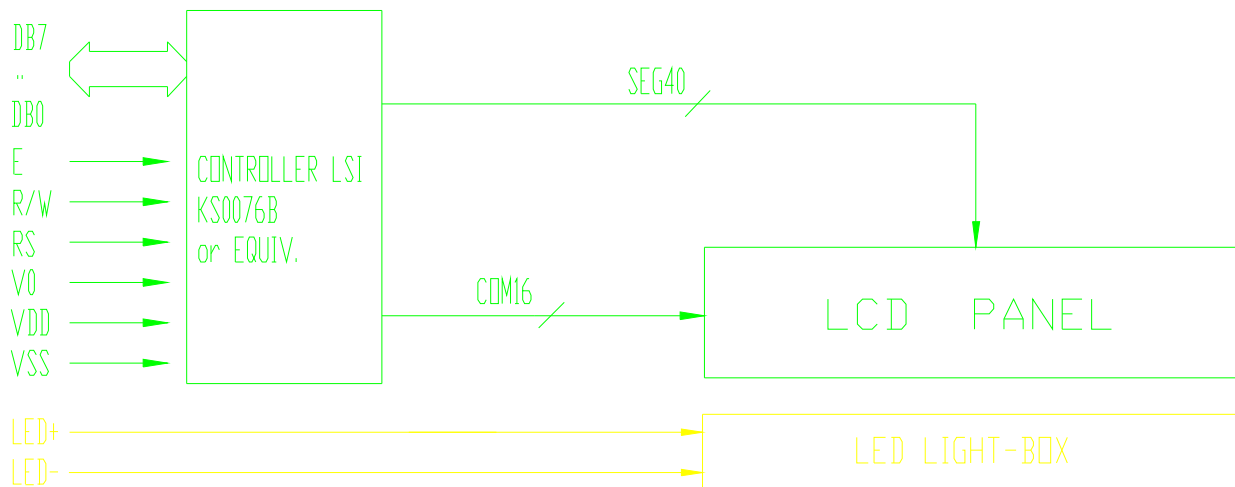 DB7
..
DB0
E
R/W
RS
V0
VDD
VSS
CONTROLLER LSI
KS0076B
or EQUIV.
SEG40
COM16
LCD PANEL
LED+
LED-
LED LIGHT-BOX